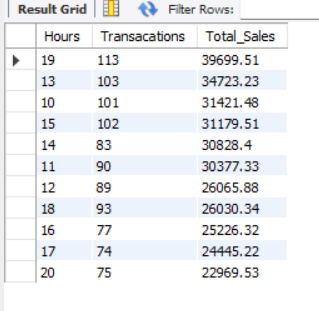 Result Grid Filter Rows:
Hours Transacations Total_Sales
19 113 39699.51
13 103 34723.23
10 101 31421.48
15 102 31179.51
14 83 30828.4
11 90 30377.33
12 89 26065.88
18 93 26030.34
16 77 25226.32
17 74 24445.22
20 75 22969.53